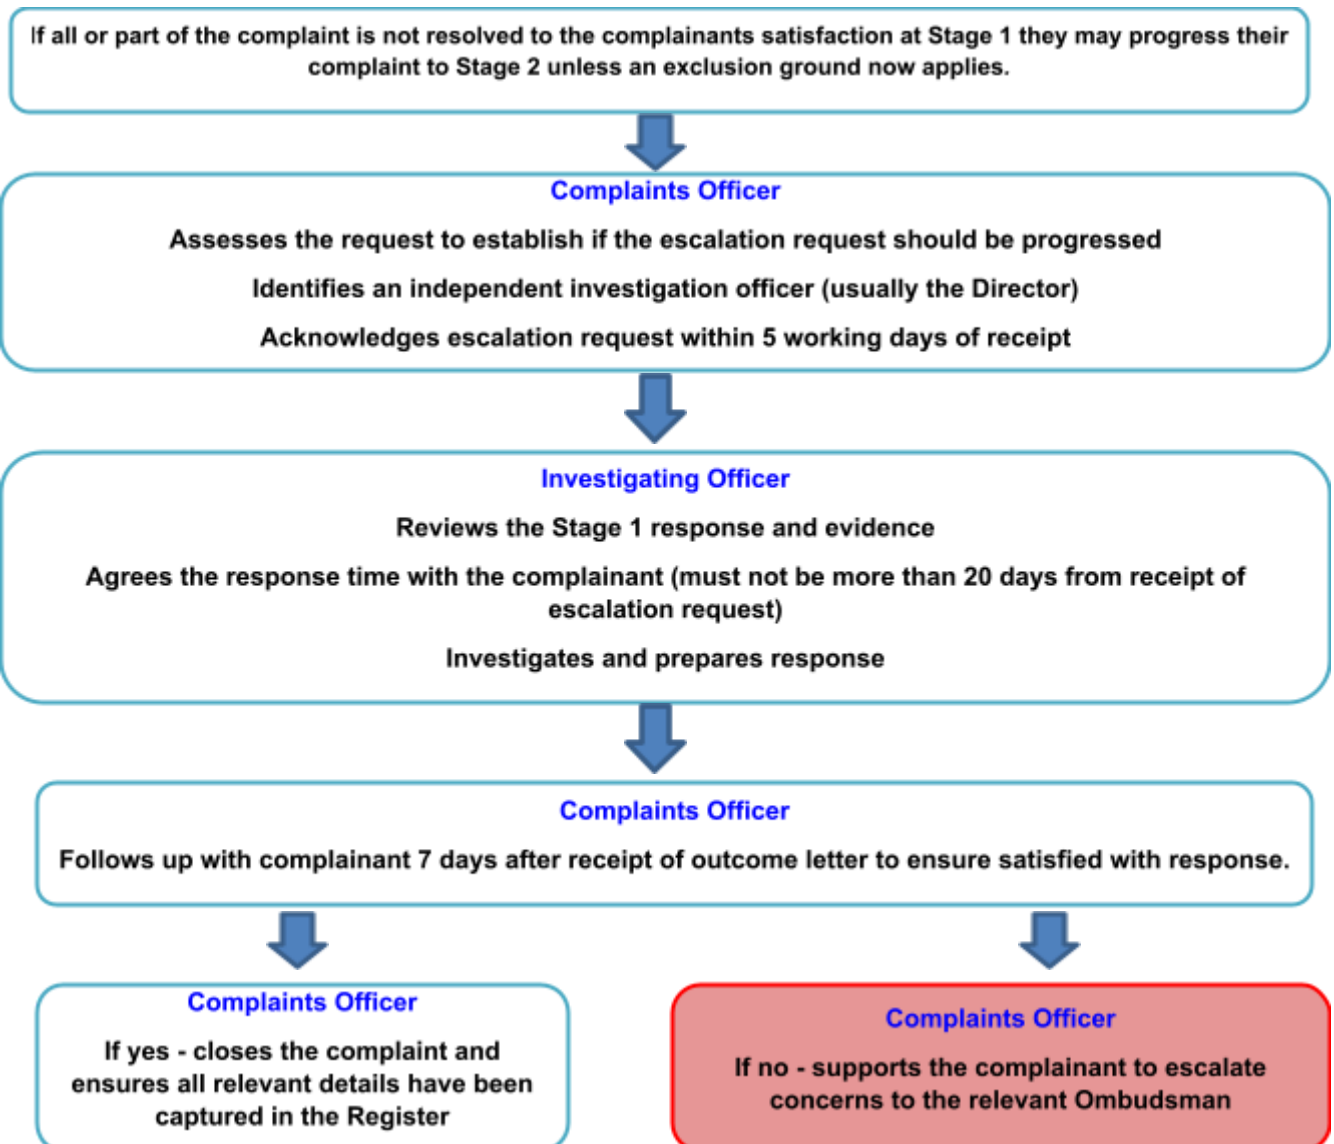 If all or part of the complaint is not resolved to the complainants satisfaction at Stage 1 they may progress their
complaint to Stage 2 unless an exclusion ground now applies.
Complaints Officer
Assesses the request to establish if the escalation request should be progressed
Identifies an independent investigation officer (usually the Director)
Acknowledges escalation request within 5 working days of receipt
Investigating Officer
Reviews the Stage 1 response and evidence
Agrees the response time with the complainant (must not be more than 20 days from receipt of
escalation request)
Investigates and prepares response
Complaints Officer
Follows up with complainant 7 days after receipt of outcome letter to ensure satisfied with response.
Complaints Officer
If yes - closes the complaint and
ensures all relevant details have been
captured in the Register
Complaints Officer
If no - supports the complainant to escalate
concerns to the relevant Ombudsman